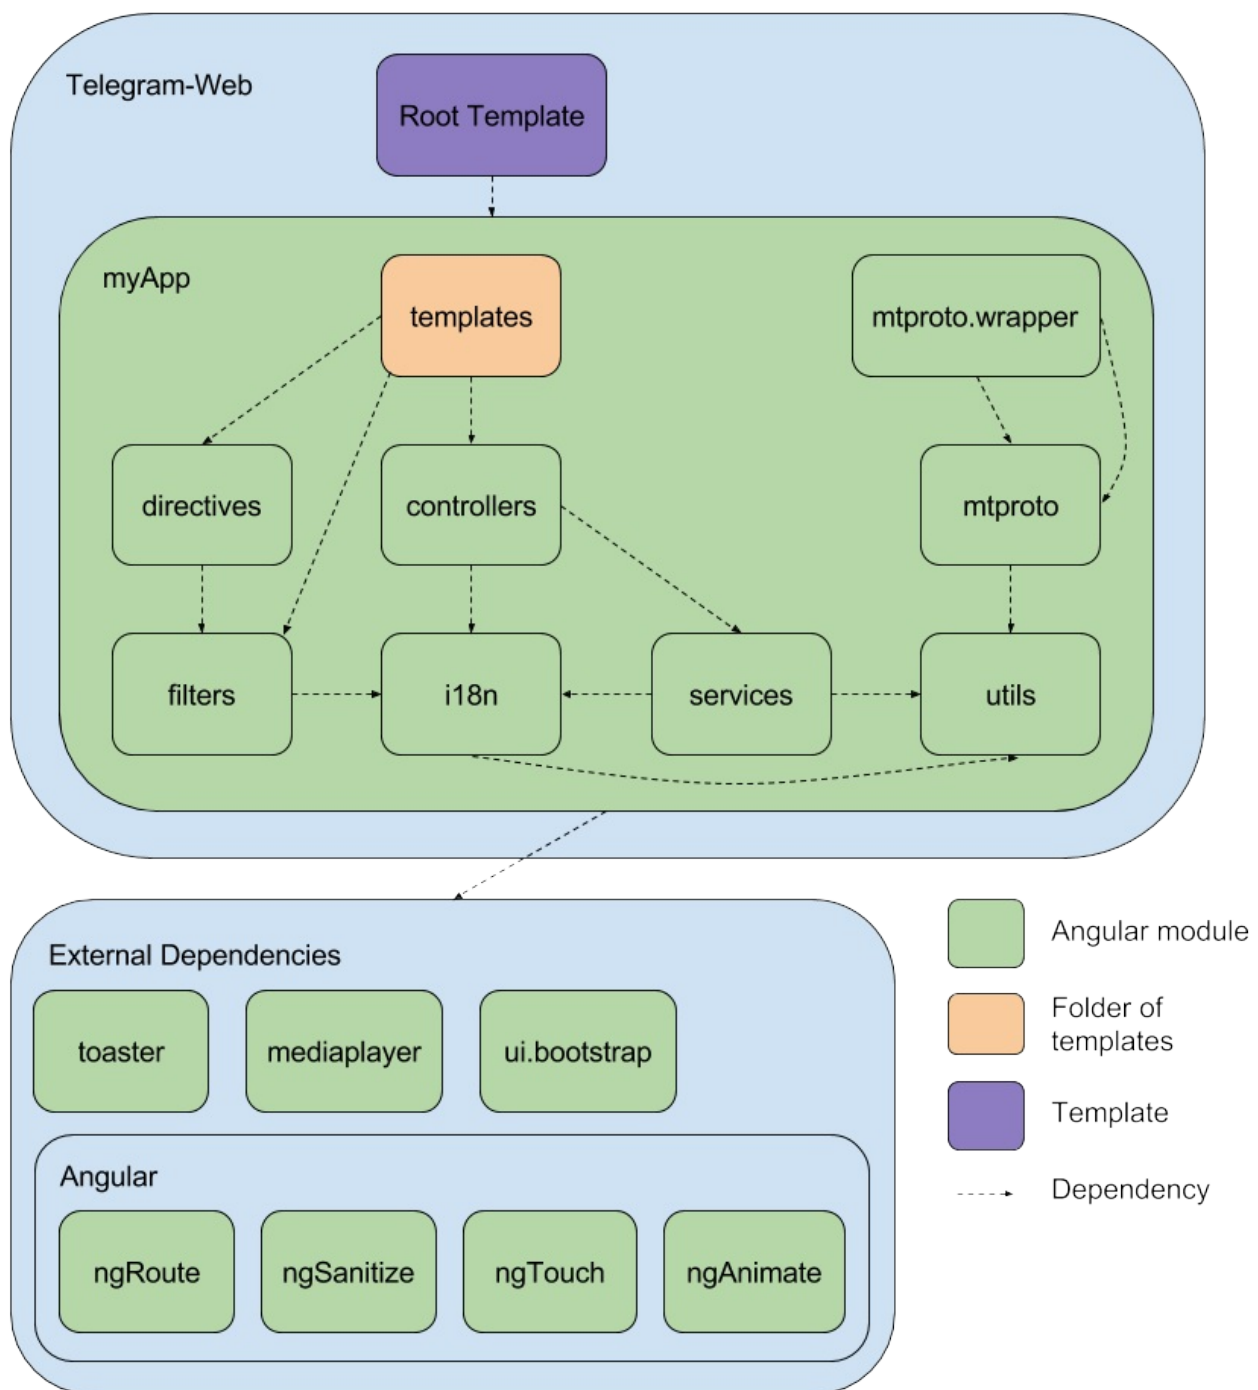 Telegram-Web
Root Template
myApp
templates
mtproto.wrapper
directives
controllers
mtproto
filters
i18n
services
utils
External Dependencies
toaster
mediaplayer
ui.bootstrap
Angular
ngRoute
ngSanitize
ngTouch
ngAnimate
Angular module
Folder of
templates
Template
Dependency